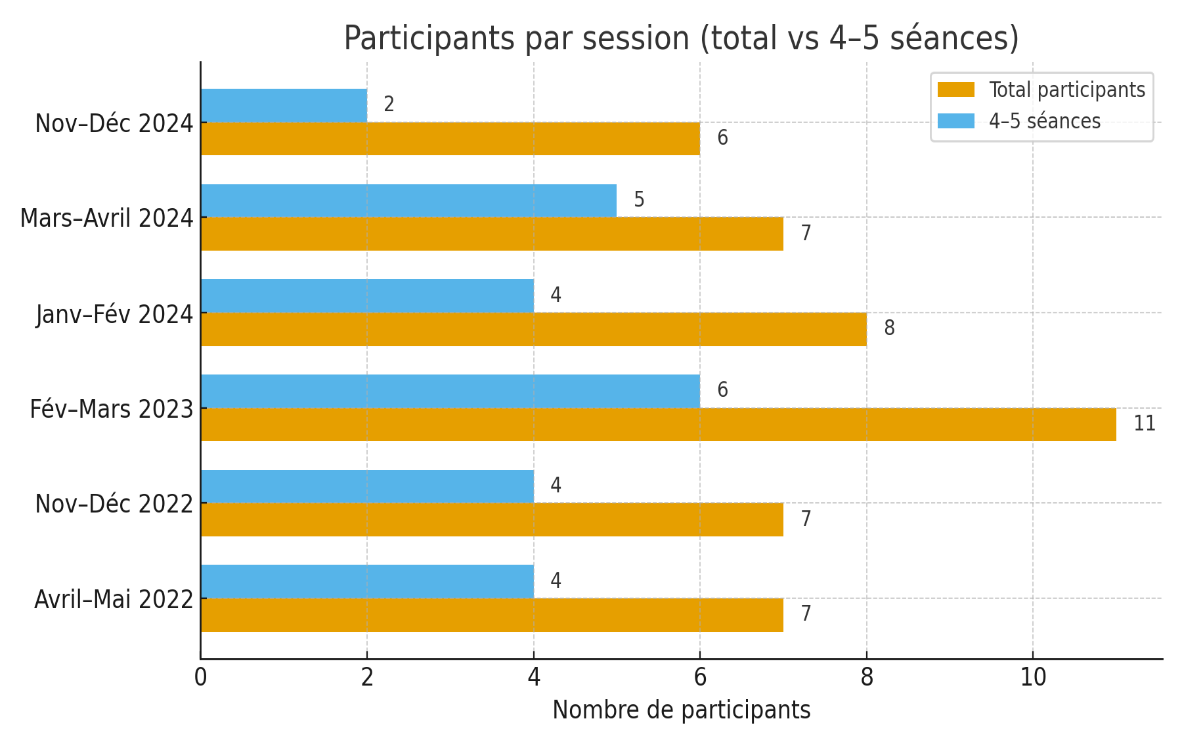 Participants par session (total vs 4–5 séances)
Total participants
4–5 séances
Nov–Déc 2024
2
6
Mars–Avril 2024
5
7
Janv–Fév 2024
4
8
Fév–Mars 2023
6
11
Nov–Déc 2022
4
7
Avril–Mai 2022
4
7
0 2 4 6 8 10
Nombre de participants